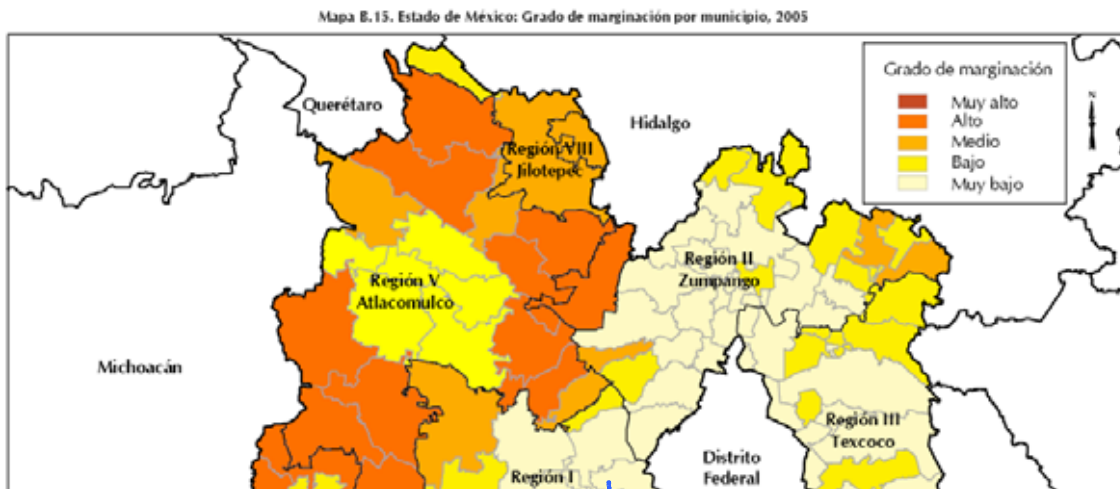 Mapa B.15. Estado de México: Grado de marginación por municipio, 2005
Grado de marginación
Muy alto
Alto
Medio
Bajo
Muy bajo
N
Querétaro
Hidalgo
Región VIII
Jilotepec
Región II
Zumpango
Región V
Atlacomulco
Michoacán
Región III
Texcoco
Distrito
Federal
Región I